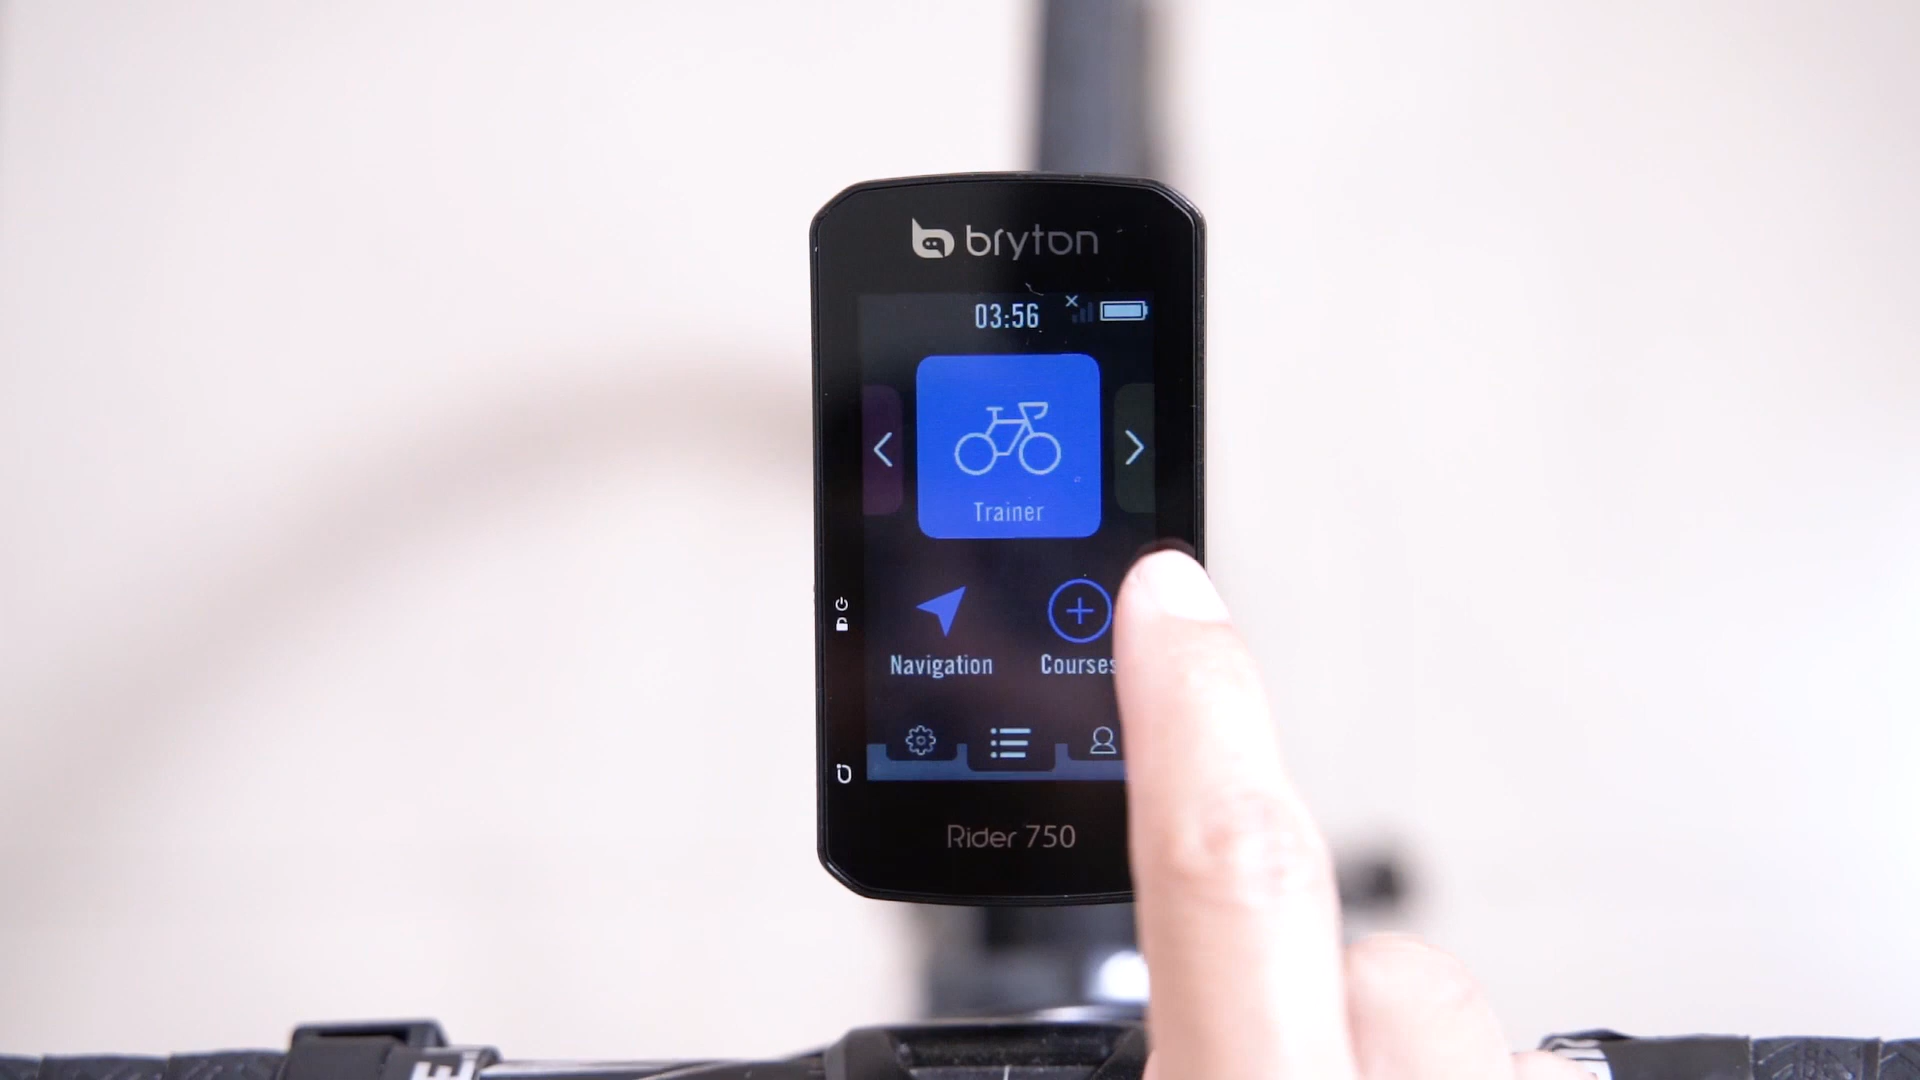 bryton
03:56
Trainer
Navigation
Courses
Rider 750